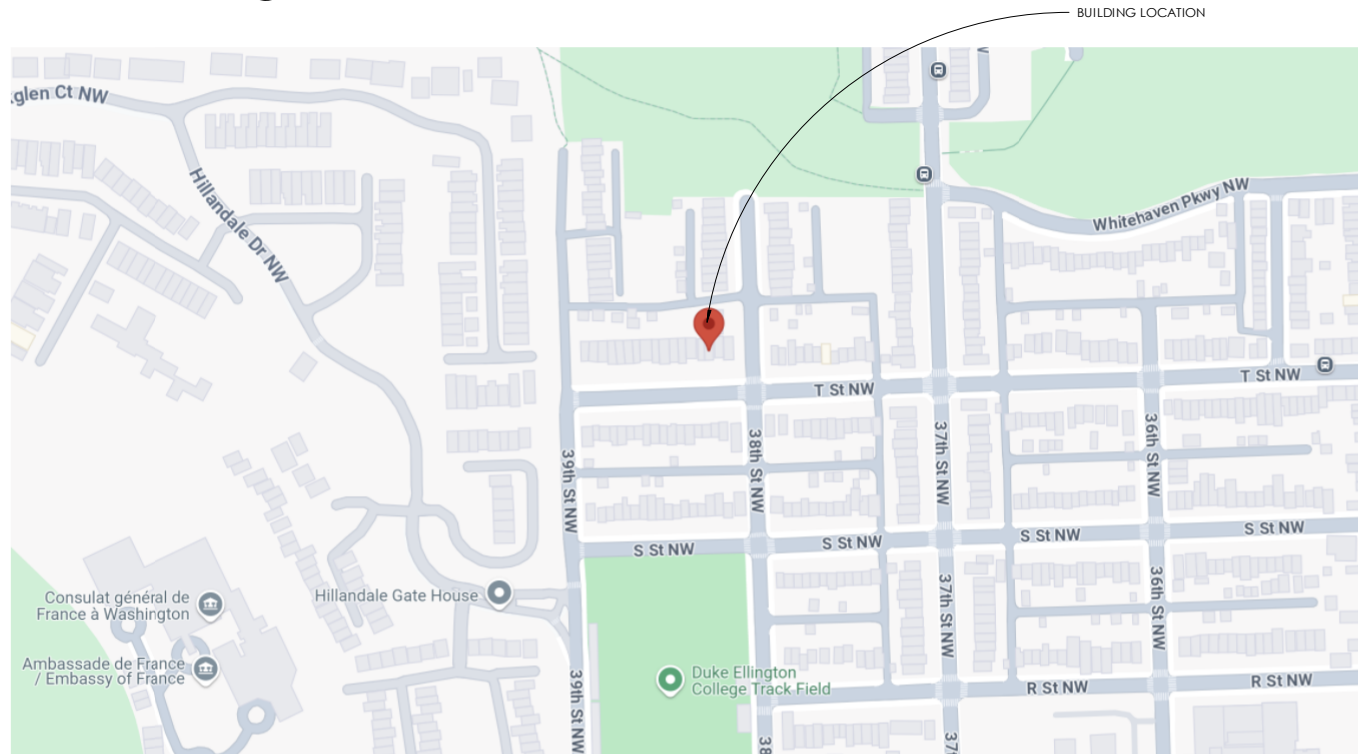 BUILDING LOCATION
glen Ct NW
Hillandale Dr NW
Whitehaven Pkwy NW
T St NW
T St NW
39th St NW
38th St NW
37th St NW
36th St NW
S St NW
S St NW
S St NW
S St NW
Consulat général de
France à Washington
Hillandale Gate House
37th St NW
36th St NW
Ambassade de France
/ Embassy of France
39th St NW
Duke Ellington
College Track Field
R St NW
R St NW
38
37